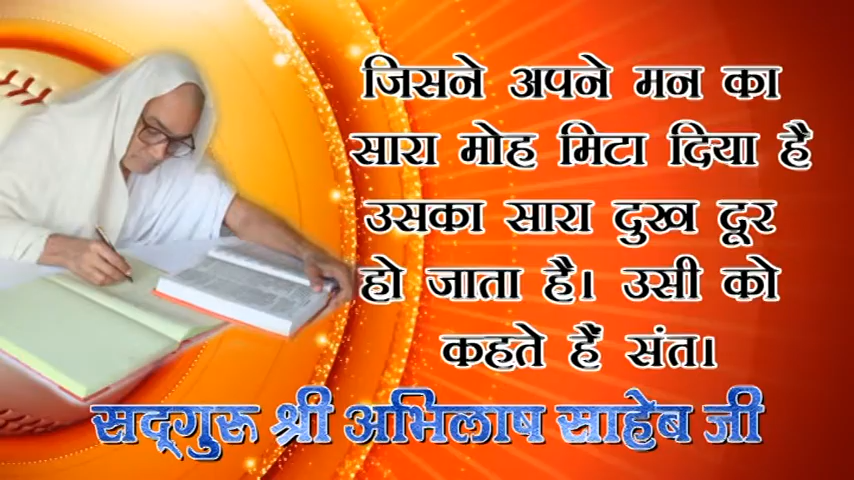 जिसने अपने मन का
सारा मोह मिटा दिया है
उसका सारा दुख दूर
हो जाता है। उसी को
कहते हैं संत।
सद्गुरू श्री अभिलाष साहेब जी